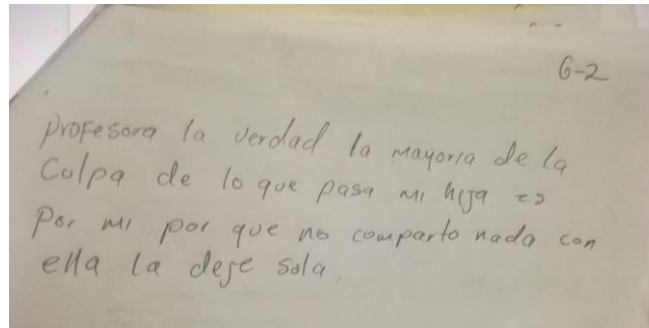 6-2
profesora la verdad la mayoria de la
Culpa de lo que pasa mi hija es
Por mi por que no comparto nada con
ella la deje sola.